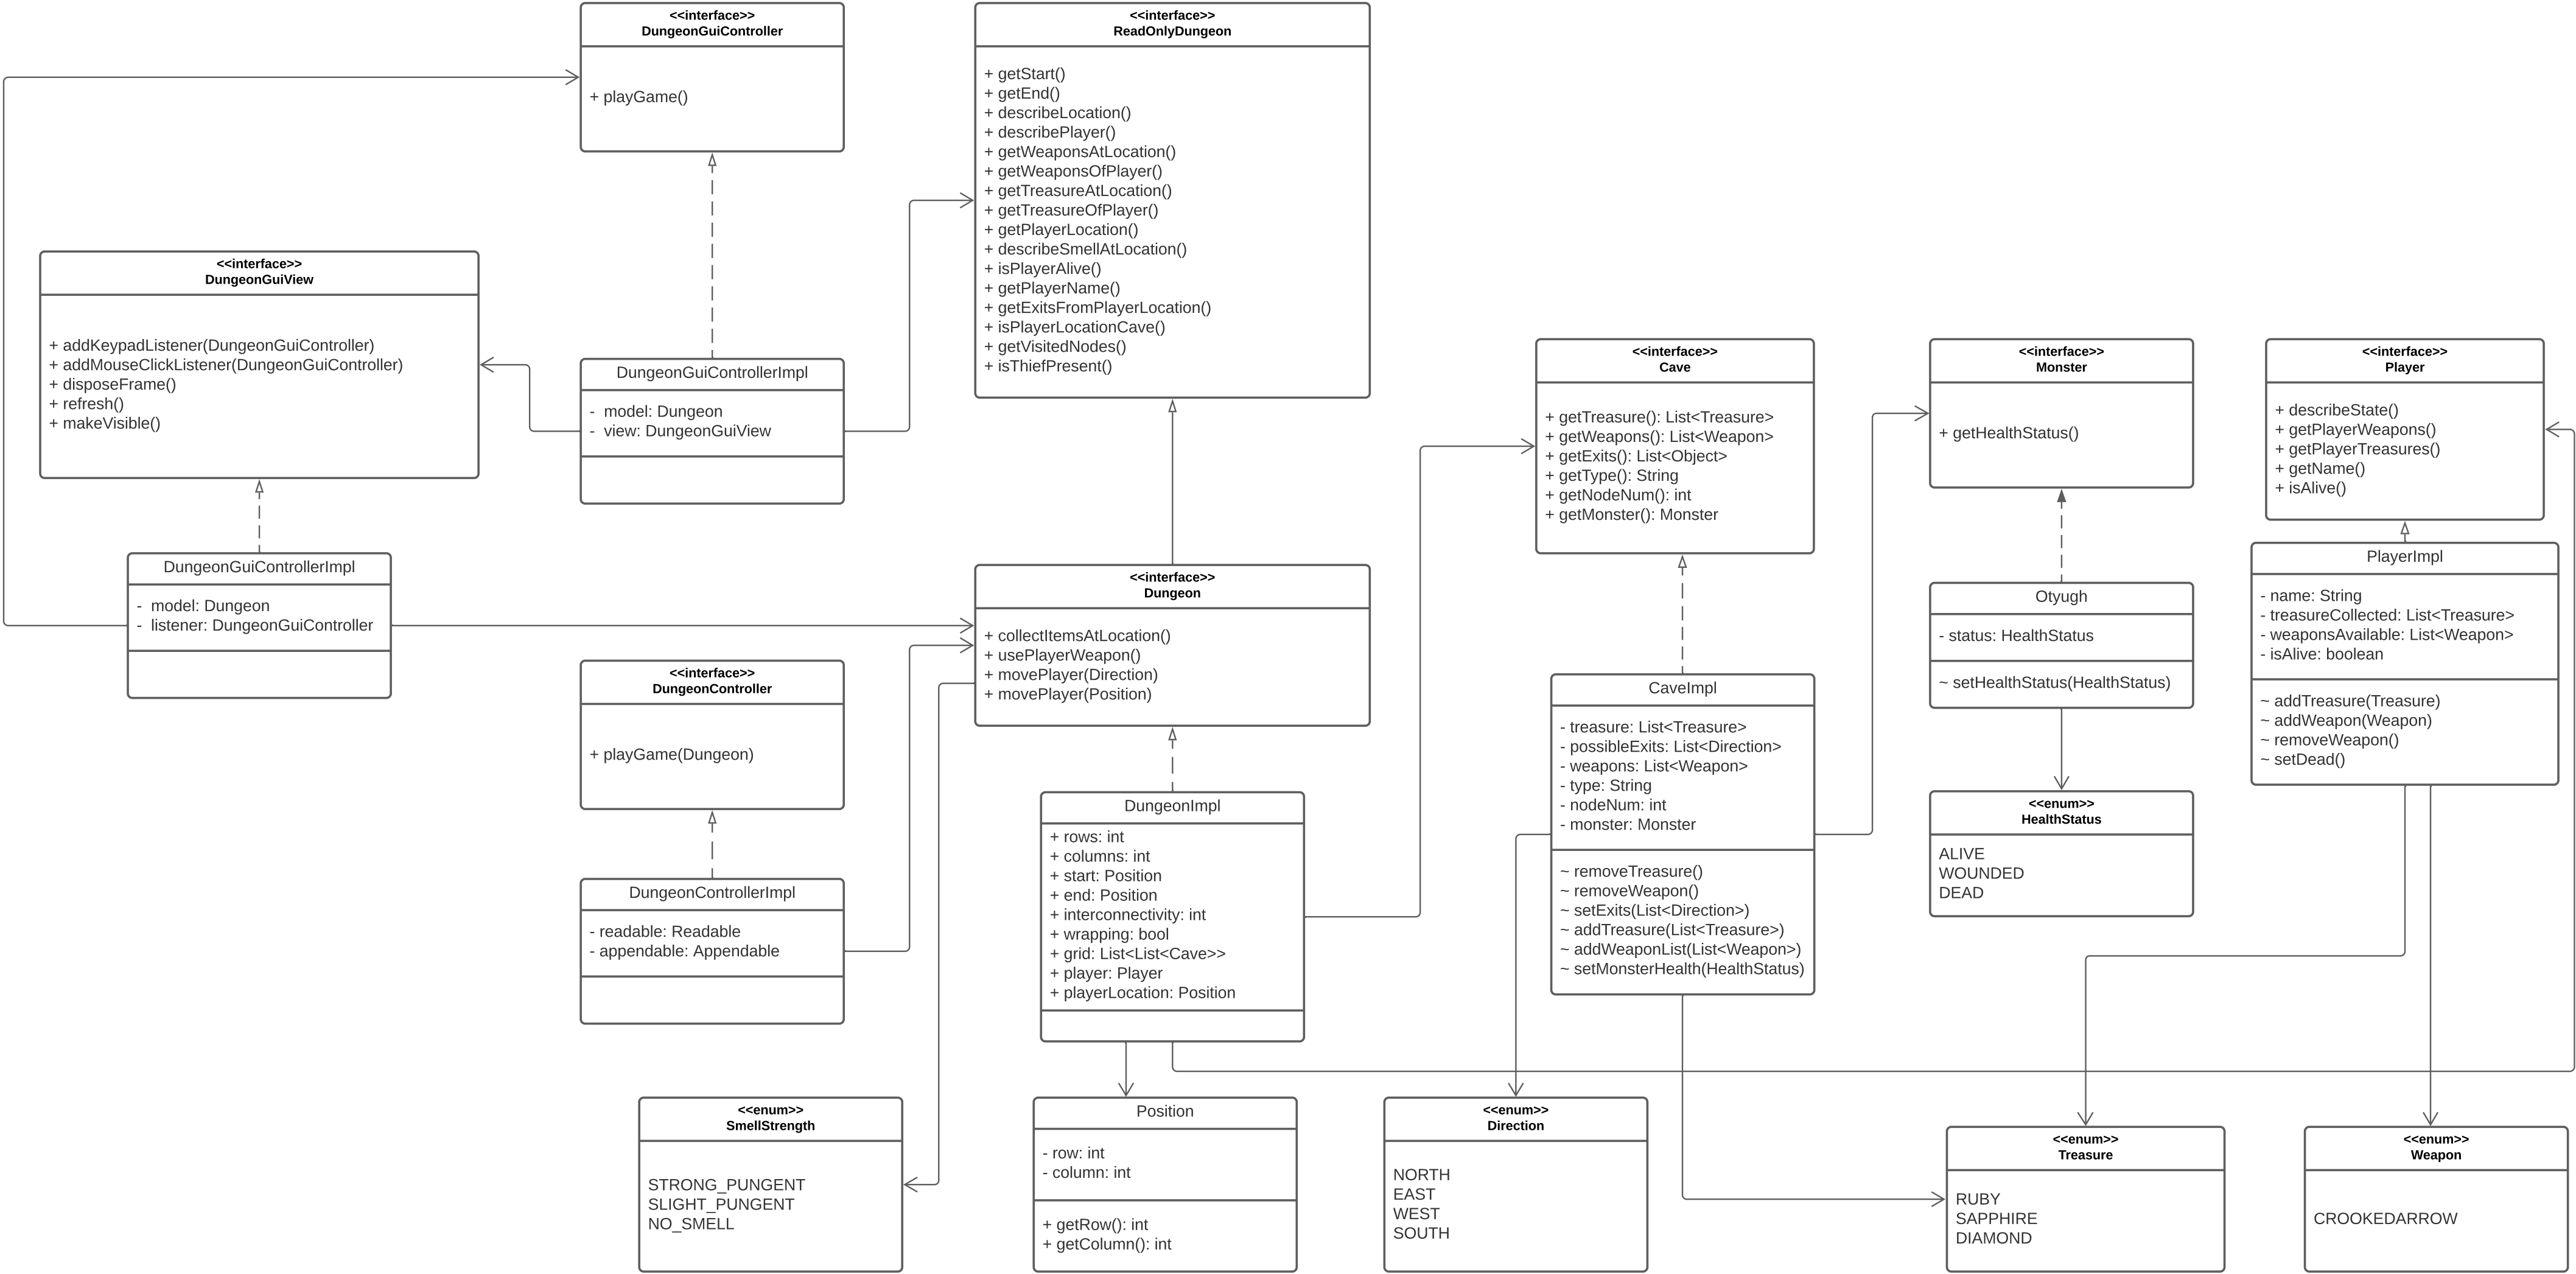 <<interface>>
DungeonGuiController
+ playGame()
<<interface>>
ReadOnlyDungeon
+ getStart()
+ getEnd()
+ describeLocation()
+ describePlayer()
+ getWeaponsAtLocation()
+ getWeaponsOfPlayer()
+ getTreasureAtLocation()
+ getTreasureOfPlayer()
+ getPlayerLocation()
+ describeSmellAtLocation()
+ isPlayerAlive()
+ getPlayerName()
+ getExitsFromPlayerLocation()
+ isPlayerLocationCave()
+ getVisitedNodes()
+ isThiefPresent()
<<interface>>
DungeonGuiView
+ addKeypadListener(DungeonGuiController)
+ addMouseClickListener(DungeonGuiController)
+ disposeFrame()
+ refresh()
+ makeVisible()
DungeonGuiControllerImpl
- model: Dungeon
- view: DungeonGuiView
<<interface>>
Cave
+ getTreasure(): List<Treasure>
+ getWeapons(): List<Weapon>
+ getExits(): List<Object>
+ getType(): String
+ getNodeNum(): int
+ getMonster(): Monster
<<interface>>
Monster
+ getHealthStatus()
<<interface>>
Player
+ describeState()
+ getPlayerWeapons()
+ getPlayerTreasures()
+ getName()
+ isAlive()
DungeonGuiControllerImpl
- model: Dungeon
- listener: DungeonGuiController
<<interface>>
Dungeon
+ collectItemsAtLocation()
+ usePlayerWeapon()
+ movePlayer(Direction)
+ movePlayer(Position)
PlayerImpl
- name: String
- treasureCollected: List<Treasure>
- weaponsAvailable: List<Weapon>
- isAlive: boolean
~ addTreasure(Treasure)
~ addWeapon(Weapon)
~ removeWeapon()
~ setDead()
Otyugh
- status: HealthStatus
~ setHealthStatus(HealthStatus)
<<interface>>
DungeonController
+ playGame(Dungeon)
CaveImpl
- treasure: List<Treasure>
- possibleExits: List<Direction>
- weapons: List<Weapon>
- type: String
- nodeNum: int
- monster: Monster
~ removeTreasure()
~ removeWeapon()
~ setExits(List<Direction>)
~ addTreasure(List<Treasure>)
~ addWeaponList(List<Weapon>)
~ setMonsterHealth(HealthStatus)
DungeonImpl
+ rows: int
+ columns: int
+ start: Position
+ end: Position
+ interconnectivity: int
+ wrapping: bool
+ grid: List<List<Cave>>
+ player: Player
+ playerLocation: Position
<<enum>>
HealthStatus
ALIVE
WOUNDED
DEAD
DungeonControllerImpl
- readable: Readable
- appendable: Appendable
<<enum>>
SmellStrength
STRONG_PUNGENT
SLIGHT_PUNGENT
NO_SMELL
Position
- row: int
- column: int
+ getRow(): int
+ getColumn(): int
<<enum>>
Direction
NORTH
EAST
WEST
SOUTH
<<enum>>
Treasure
RUBY
SAPPHIRE
DIAMOND
<<enum>>
Weapon
CROOKEDARROW